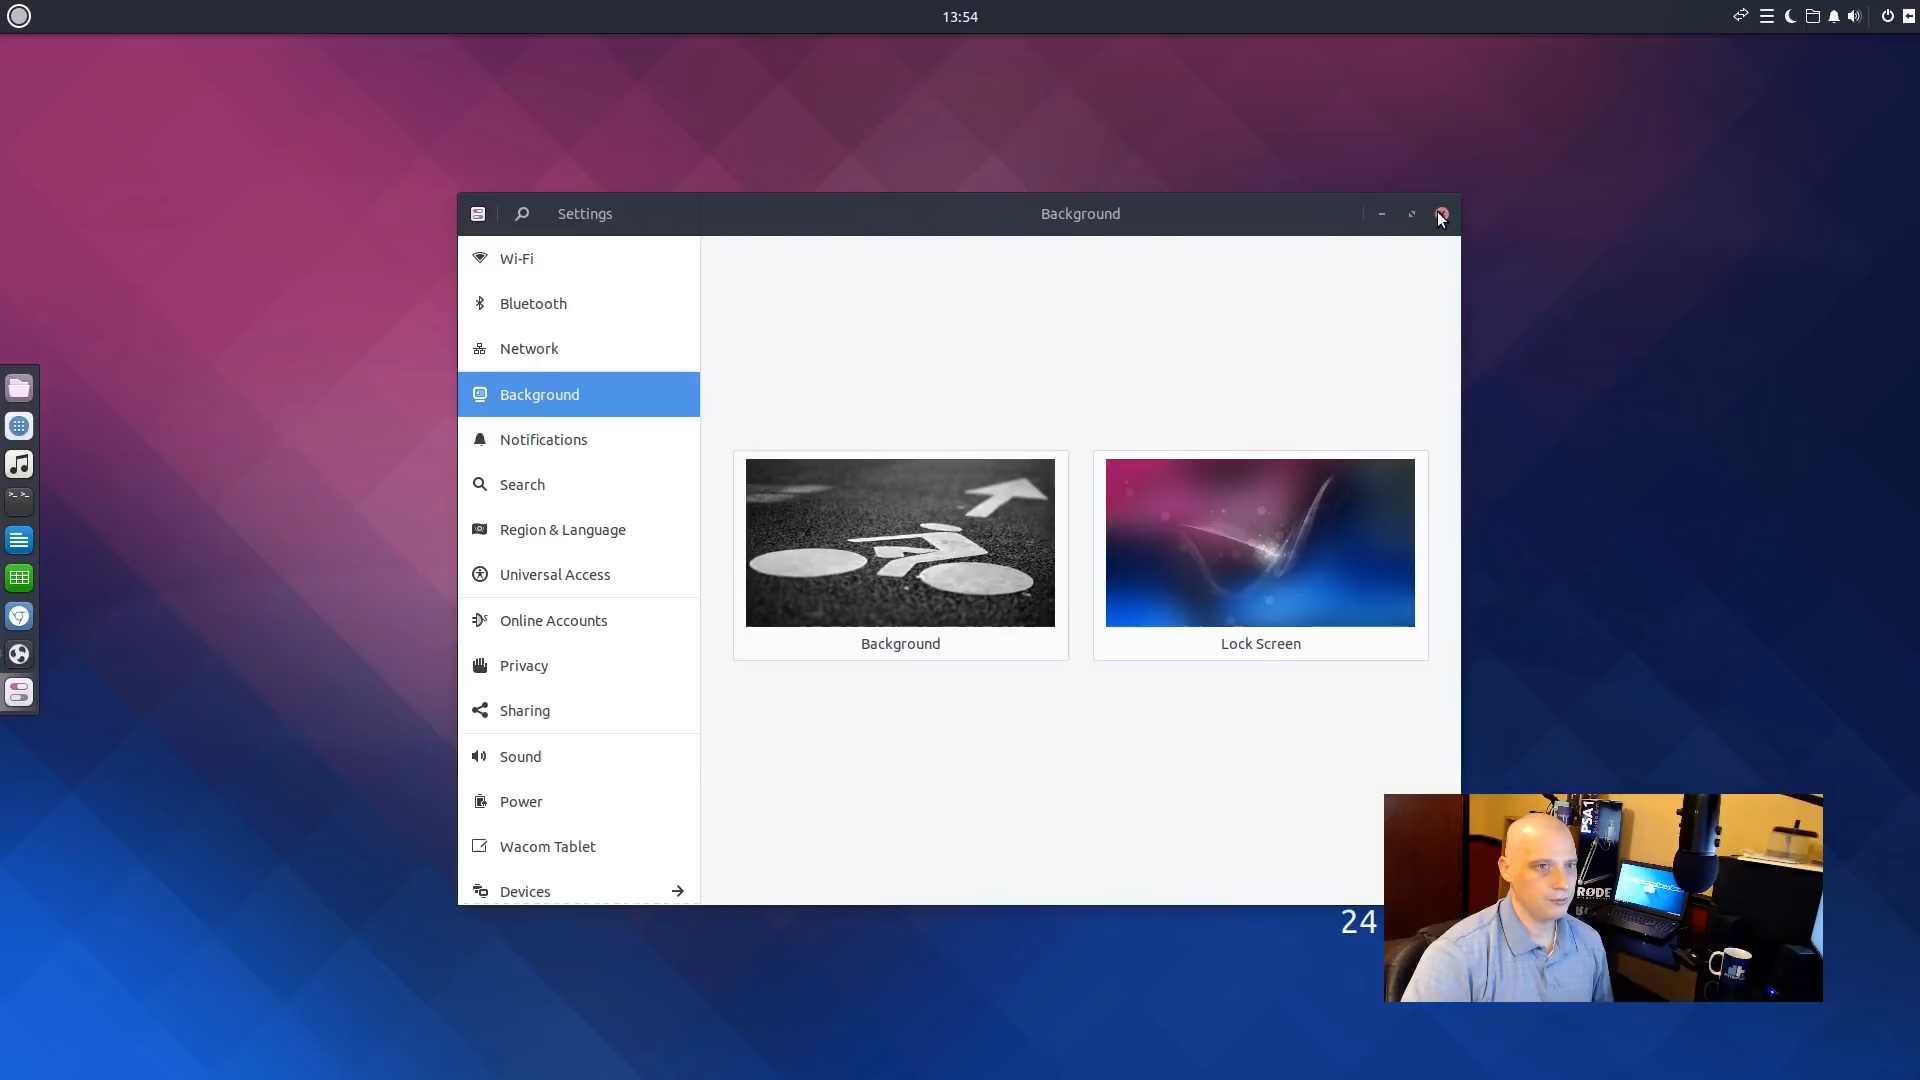 13:54
Settings
Background
Wi-Fi
Bluetooth
Network
Background
Notifications
Search
Region & Language
Universal Access
Online Accounts
Privacy
Sharing
Sound
Power
Wacom Tablet
Devices
Background
Lock Screen
24
PSA1
RØDE